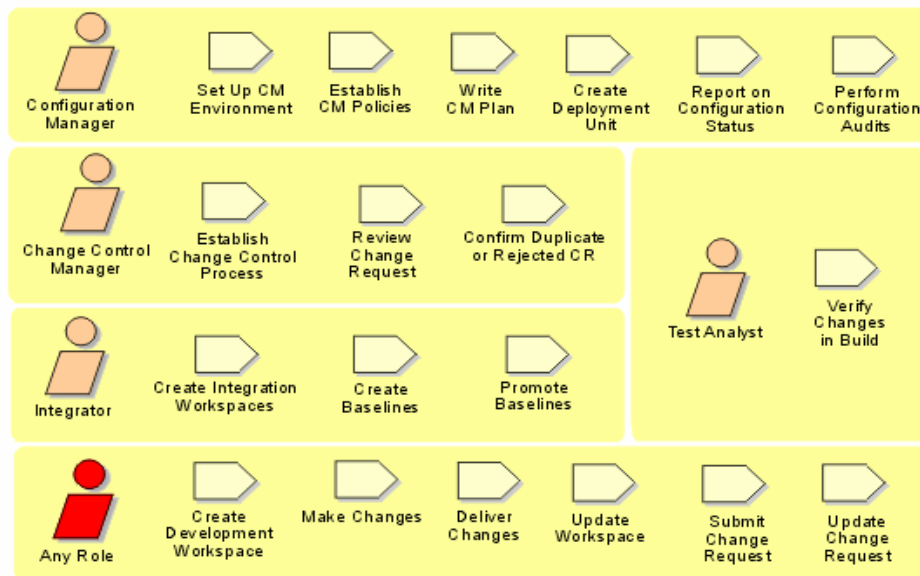 Configuration
Manager
Set Up CM
Environment
Establish
CM Policies
Write
CM Plan
Create
Deployment
Unit
Report on
Configuration
Status
Perform
Configuration
Audits
Change Control
Manager
Establish
Change Control
Process
Review
Change
Request
Confirm Duplicate
or Rejected CR
Test Analyst
Verify
Changes
in Build
Integrator
Create Integration
Workspaces
Create
Baselines
Promote
Baselines
Any Role
Create
Development
Workspace
Make Changes
Deliver
Changes
Update
Workspace
Submit
Change
Request
Update
Change
Request